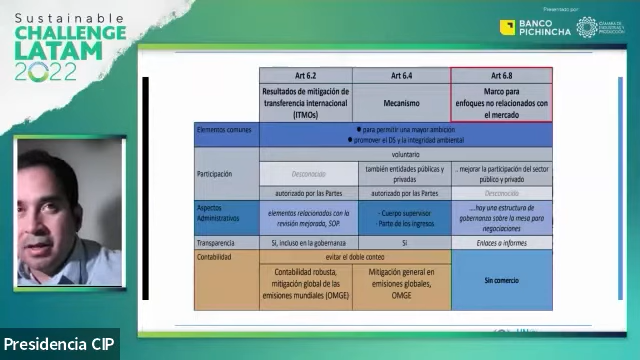 Sustainable
CHALLENGE
LATAM
2022
Presentado por:
BANCO
PICHINCHA
CÁMARA DE
INDUSTRIAS Y
PRODUCCIÓN
Art 6.2 Art 6.4 Art 6.8
Resultados de mitigación de
transferencia internacional
(ITMOs)
Mecanismo
Marco para
enfoques no relacionados con
el mercado
Elementos comunes
● para permitir una mayor ambición
● promover el DS y la integridad ambiental
Participación
voluntario
Desconocido
también entidades públicas y
privadas
.. mejorar la participación del sector
público y privado
autorizado por las Partes autorizado por las Partes Desconocido
Aspectos
Administrativos
elementos relacionados con la
revisión mejorada, SOP
- Cuerpo supervisor
- Parte de los ingresos
....hay una estructura de
gobernanza sobre la mesa para
negociaciones
Transparencia Si, incluso en la gobernanza Si Enlaces a informes
Contabilidad
evitar el doble conteo
Contabilidad robusta,
mitigación global de las
emisiones mundiales (OMGE)
Mitigación general en
emisiones globales,
OMGE
Sin comercio
Presidencia CIP